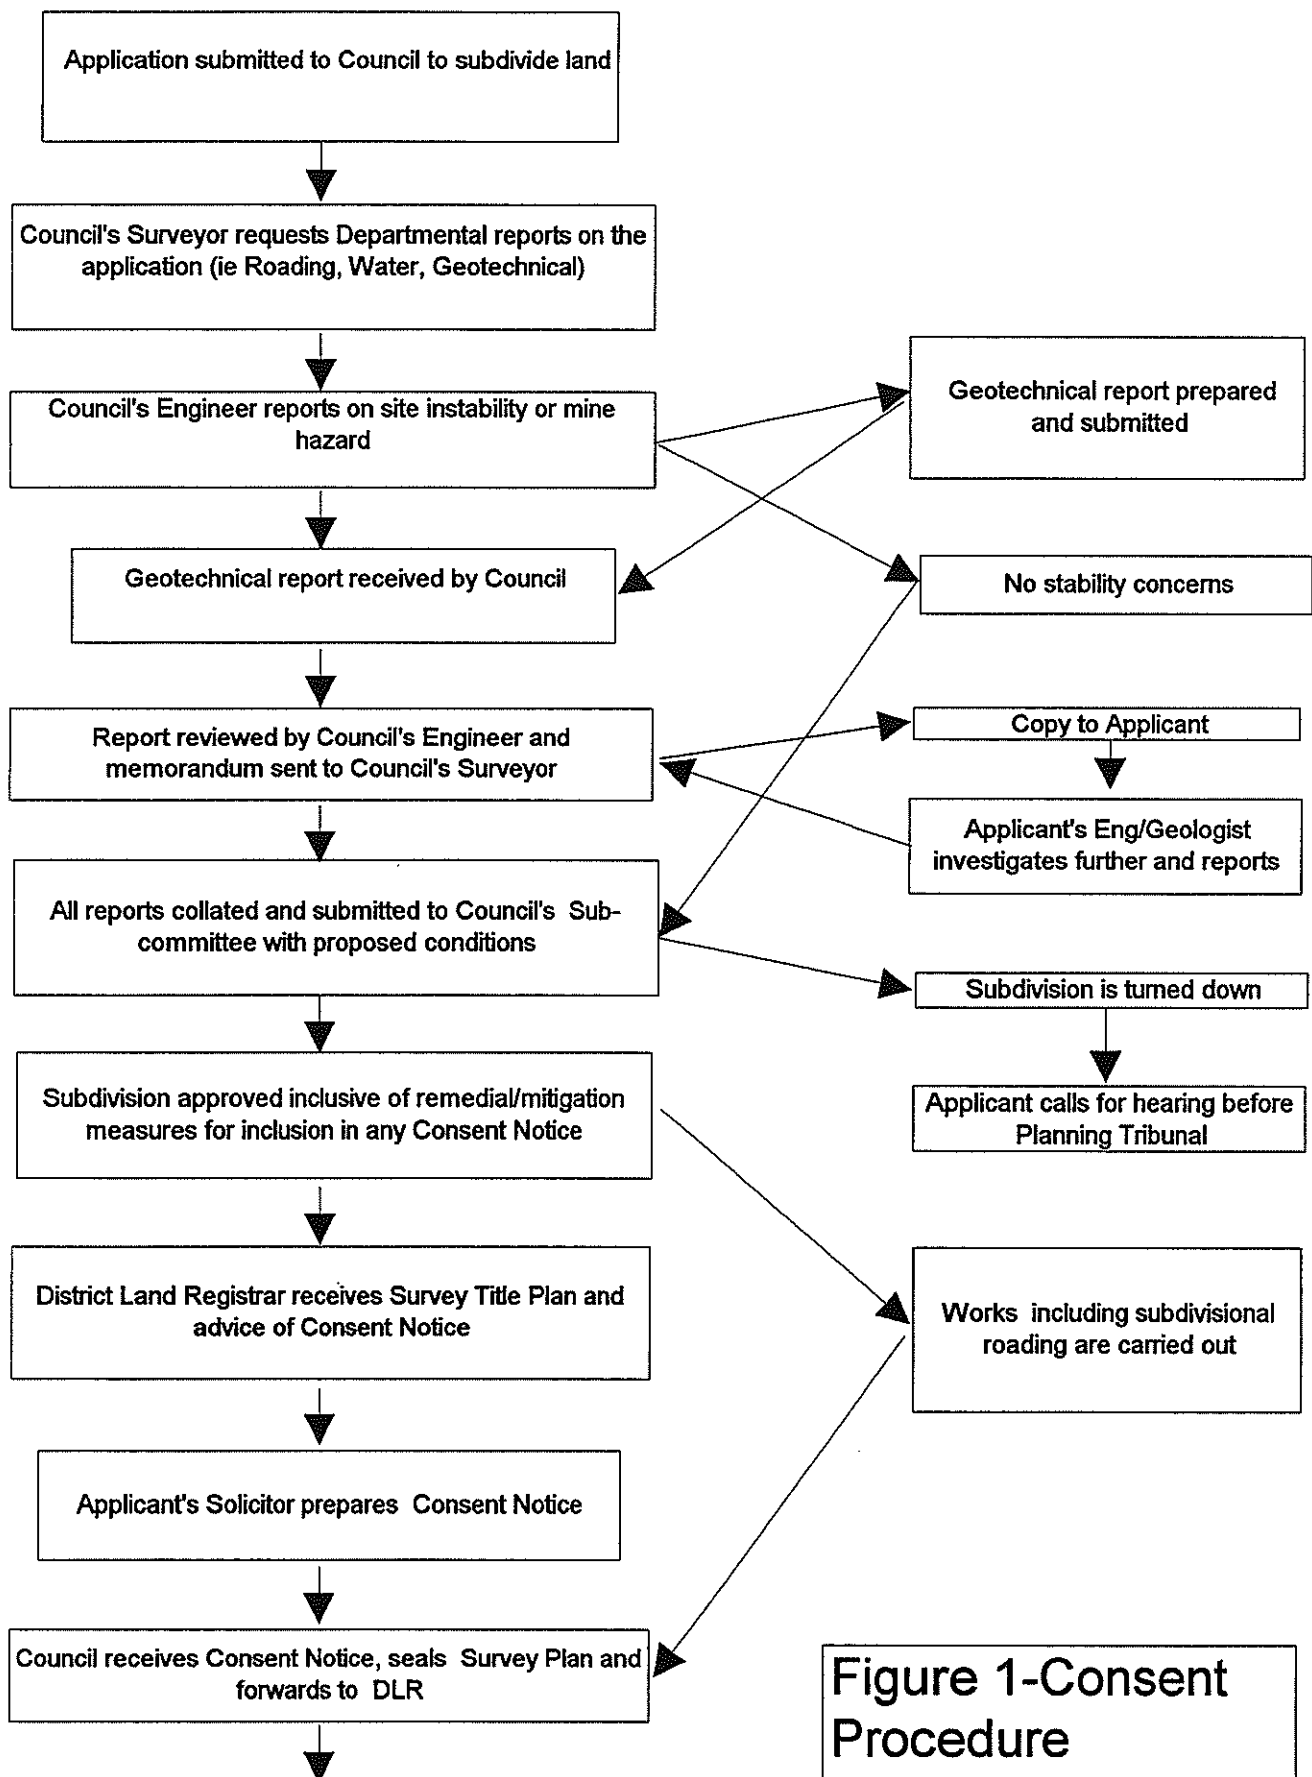 Application submitted to Council to subdivide land
Council's Surveyor requests Departmental reports on the
application (ie Roading, Water, Geotechnical)
Council's Engineer reports on site instability or mine
hazard
Geotechnical report prepared
and submitted
Geotechnical report received by Council
No stability concerns
Report reviewed by Council's Engineer and
memorandum sent to Council's Surveyor
Copy to Applicant
Applicant's Eng/Geologist
investigates further and reports
All reports collated and submitted to Council's Sub-
committee with proposed conditions
Subdivision is turned down
Applicant calls for hearing before
Planning Tribunal
Subdivision approved inclusive of remedial/mitigation
measures for inclusion in any Consent Notice
District Land Registrar receives Survey Title Plan and
advice of Consent Notice
Works including subdivisional
roading are carried out
Applicant's Solicitor prepares Consent Notice
Council receives Consent Notice, seals Survey Plan and
forwards to DLR
Figure 1-Consent
Procedure